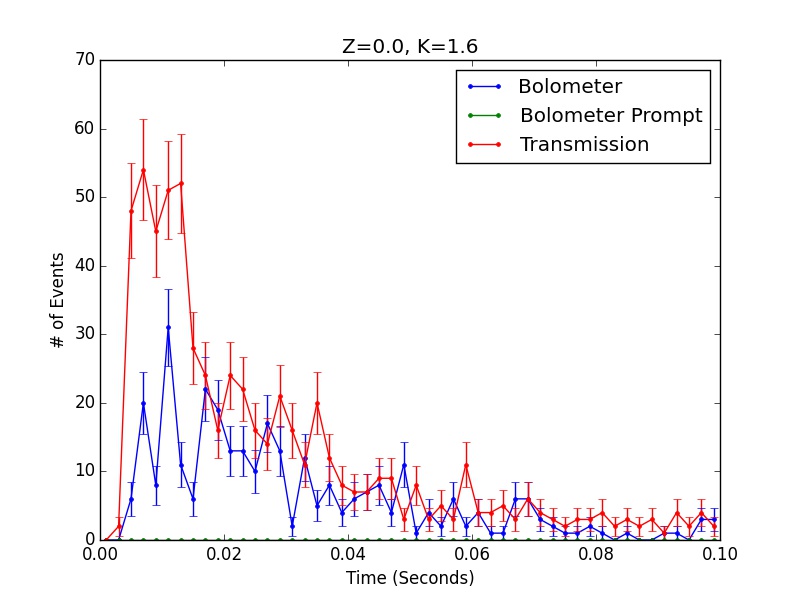 Z=0.0, K=1.6
70
60
50
40
30
20
10
0
# of Events
Bolometer
Bolometer Prompt
Transmission
0.00 0.02 0.04 0.06 0.08 0.10
Time (Seconds)